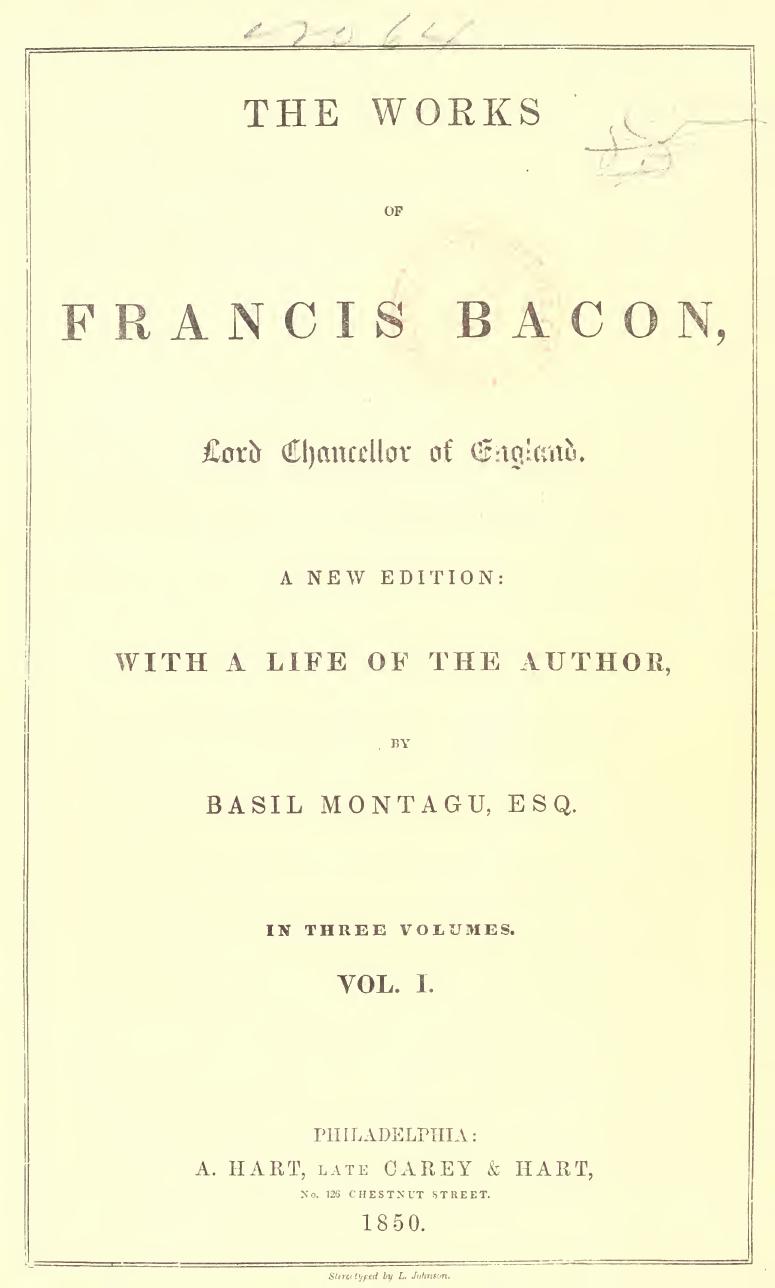 THE WORKS
OF
FRANCIS BACON,
Lord Chancellor of England.
A NEW EDITION:
WITH A LIFE OF THE AUTHOR,
BY
BASIL MONTAGU, ESQ.
IN THREE VOLUMES.
VOL. I.
PHILADELPHIA:
A. HART, LATE CAREY & HART,
No. 126 CHESTNUT STREET.
1850.
Stereotyped by L. Johnson.